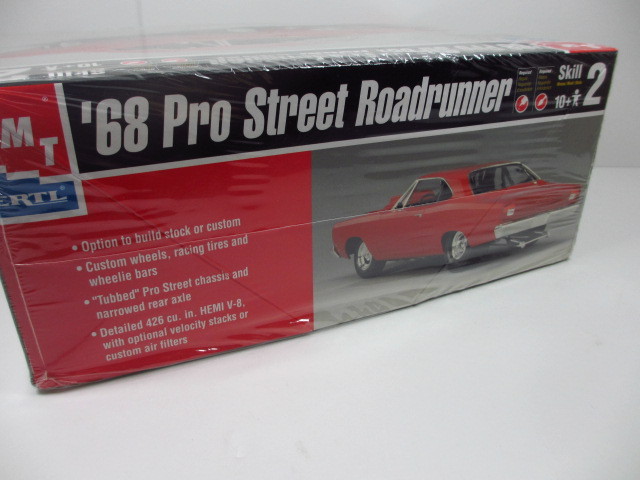 '68 Pro Street Roadrunner
Skill
2
10+
MT
ERTL
• Option to build stock or custom
• Custom wheels, racing tires and
wheelie bars
• "Tubbed" Pro Street chassis and
narrowed rear axle
• Detailed 426 cu. in. HEMI V-8,
with optional velocity stacks or
custom air filters